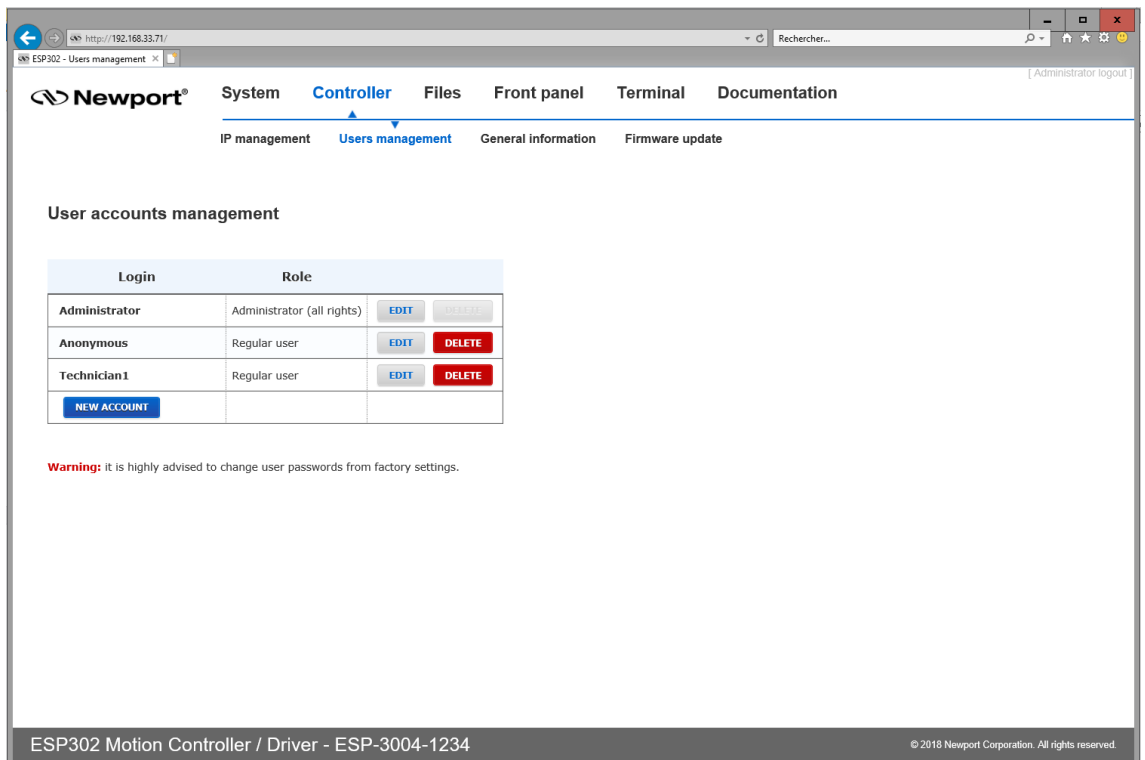 http://192.168.33.71/
Rechercher...
ESP302 - Users management
[ Administrator logout ]
Newport®
System Controller Files Front panel Terminal Documentation
IP management Users management General information Firmware update
User accounts management
Login Role
Administrator Administrator (all rights) EDIT DELETE
Anonymous Regular user EDIT DELETE
Technician1 Regular user EDIT DELETE
NEW ACCOUNT
Warning: it is highly advised to change user passwords from factory settings.
ESP302 Motion Controller / Driver - ESP-3004-1234
© 2018 Newport Corporation. All rights reserved.